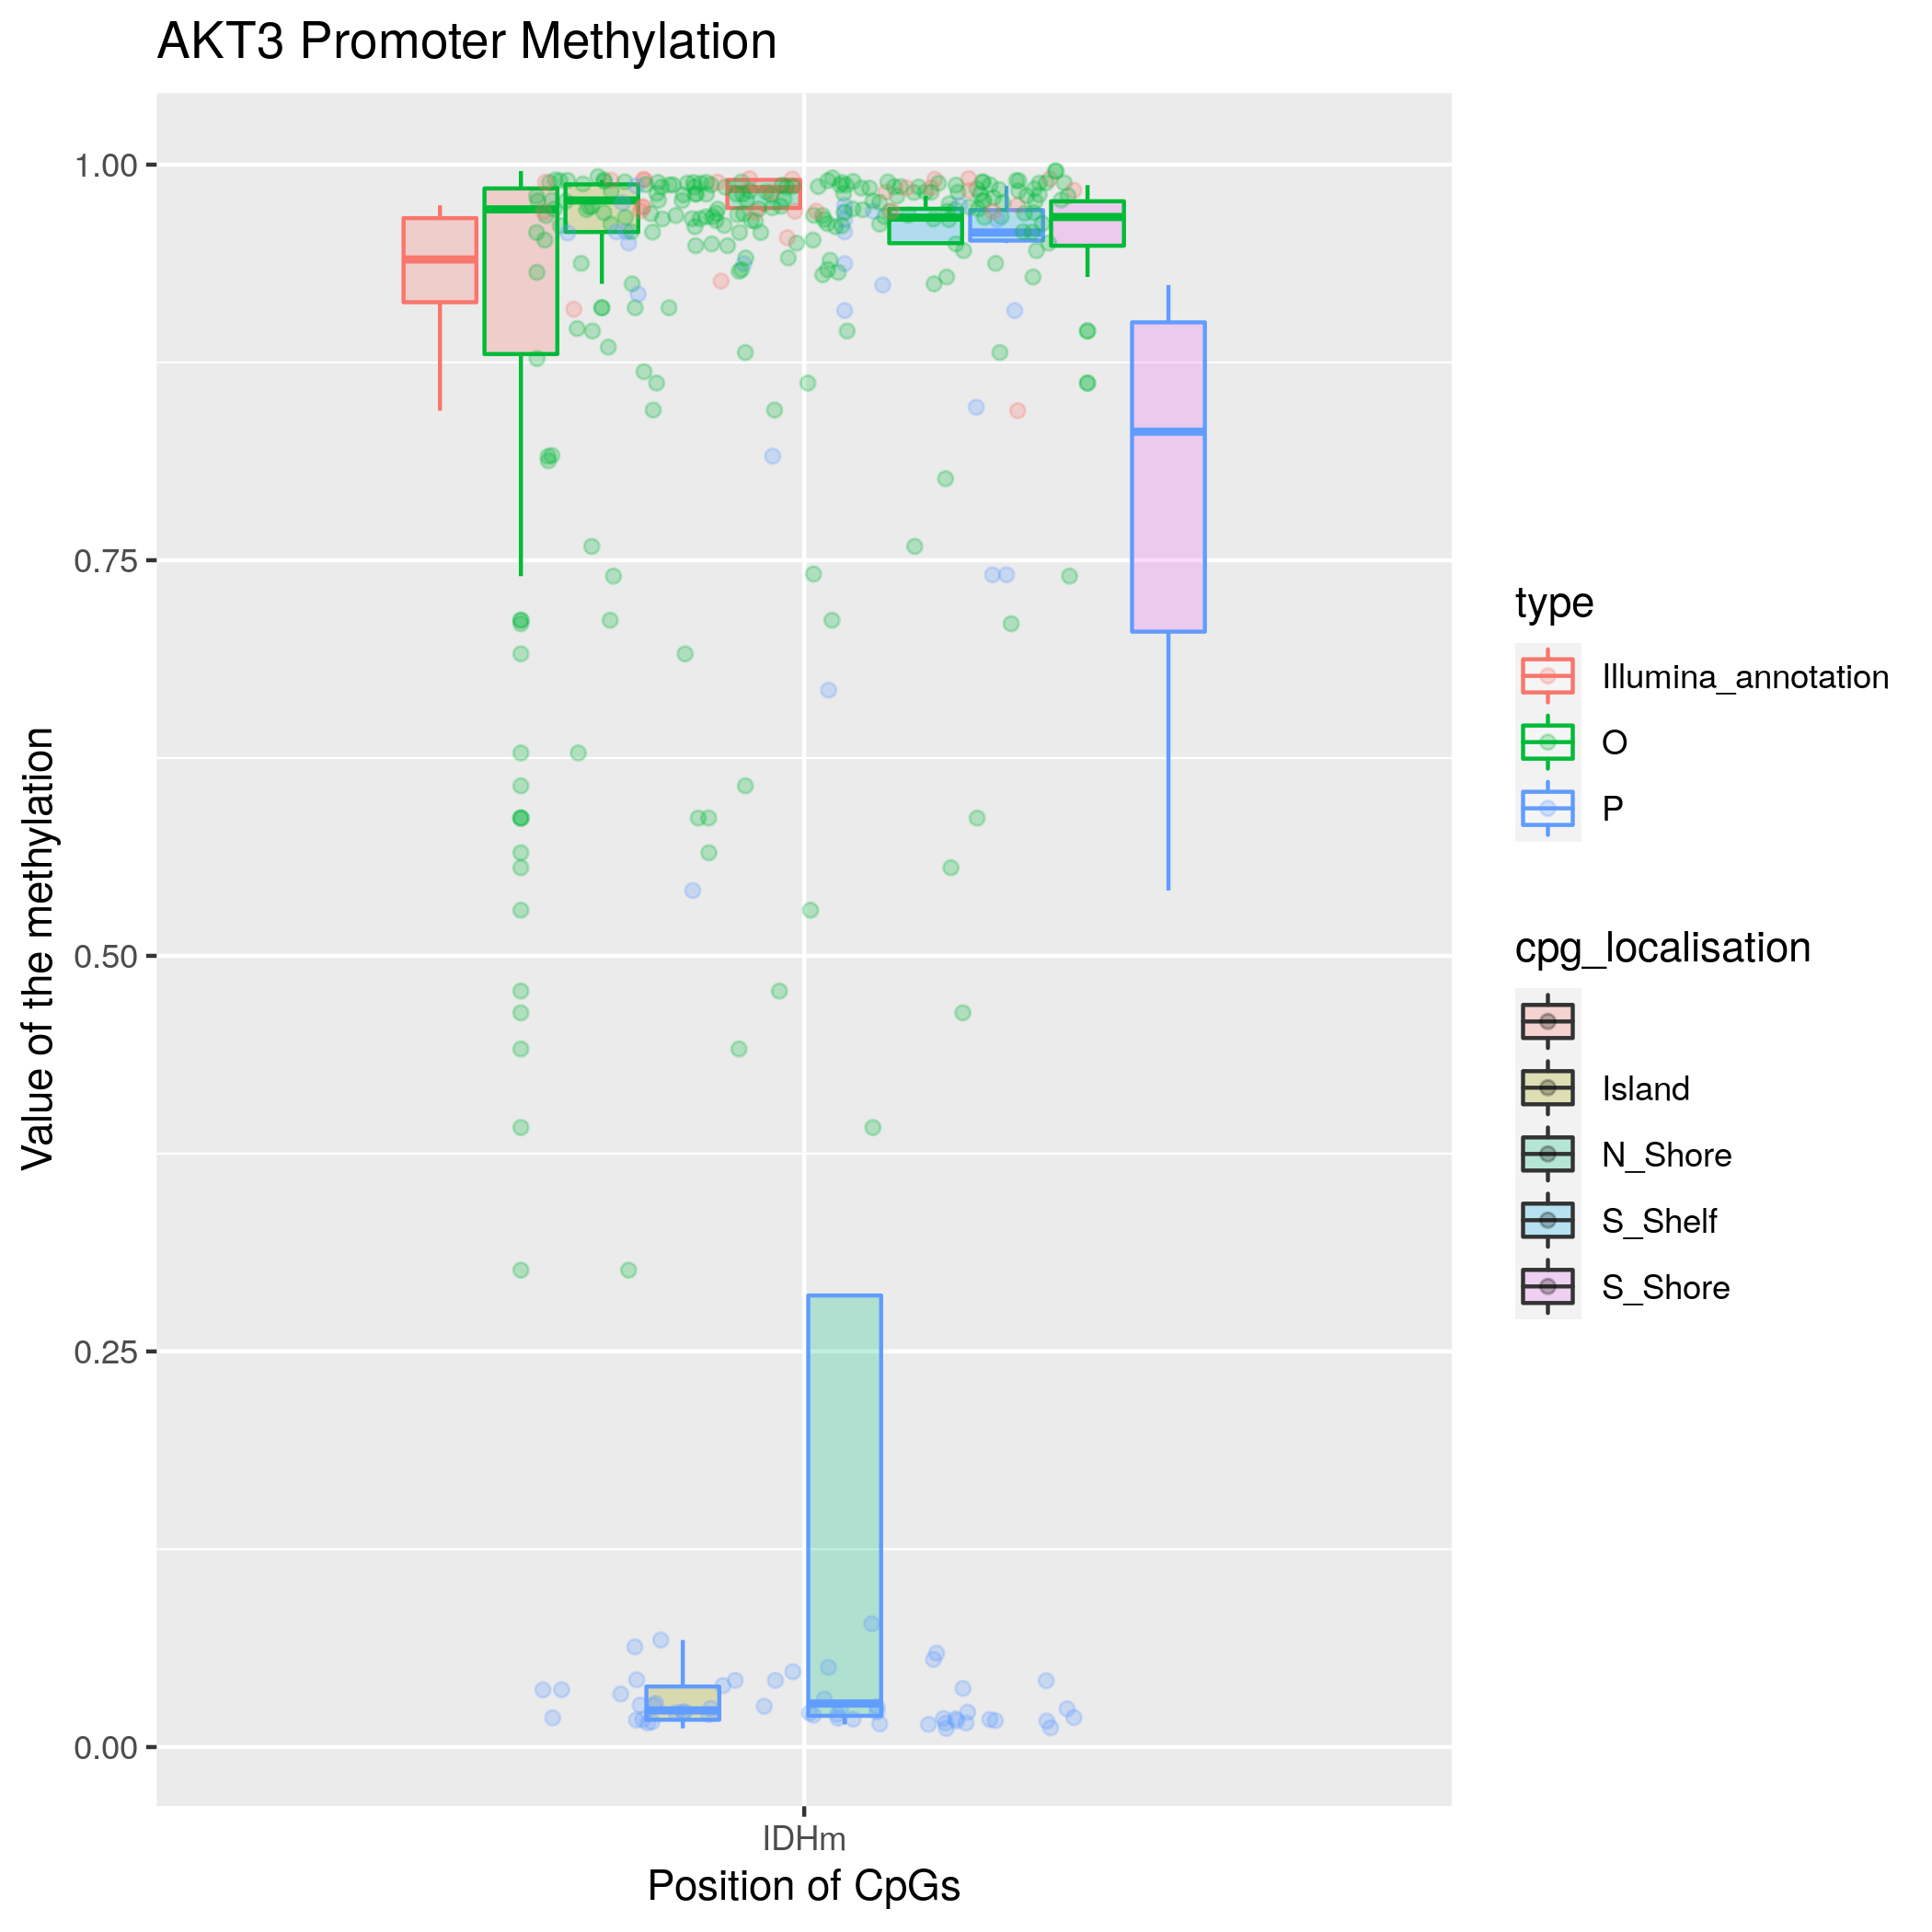 AKT3 Promoter Methylation
1.00
0.75
0.50
0.25
0.00
Value of the methylation
IDHm
Position of CpGs
type
Illumina_annotation
O
P
cpg_localisation
Island
N_Shore
S_Shelf
S_Shore